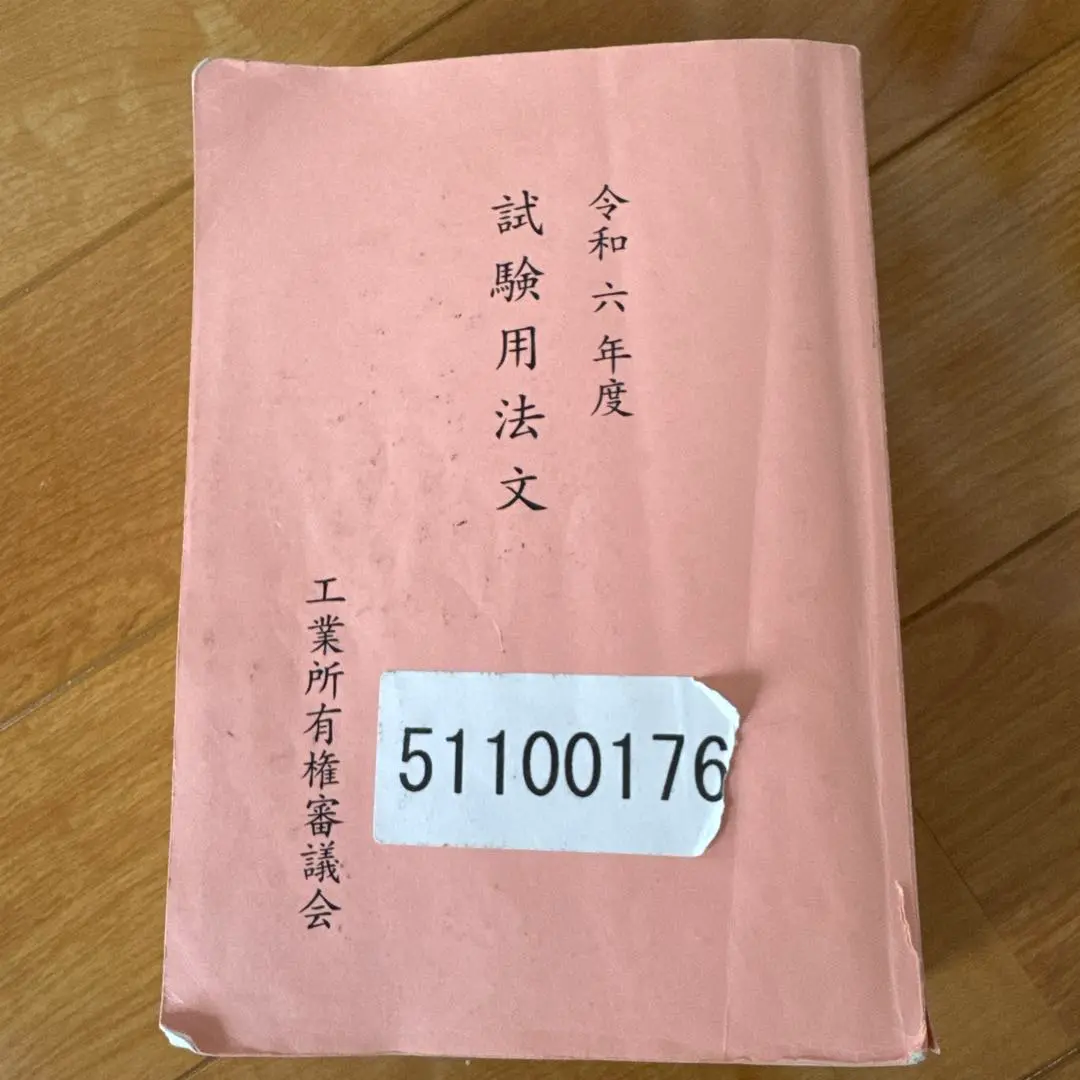 令和六年度
試験用法文
工業所有権審議会
51100176